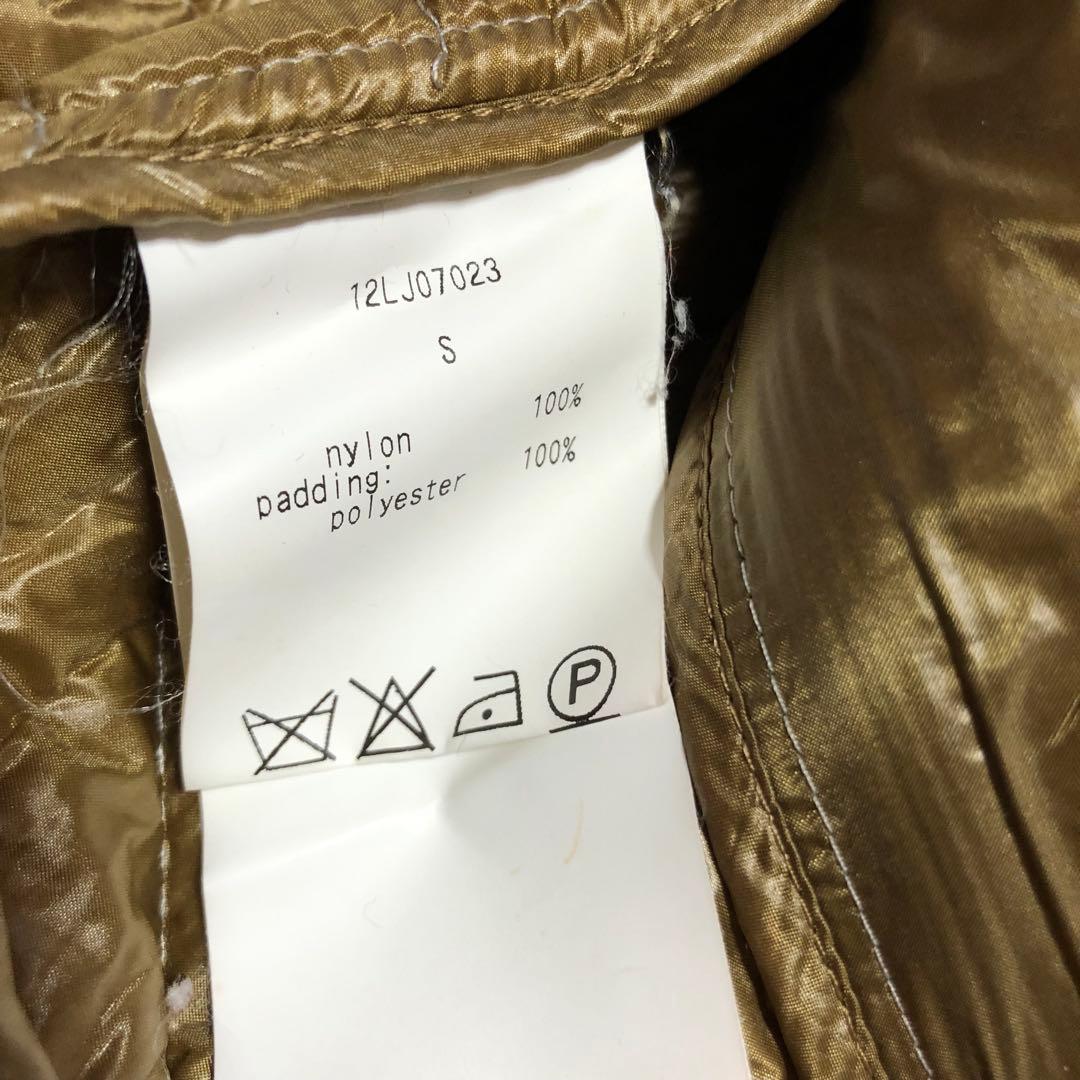 12LJ07023
S
100%
nylon
100%
padding:
polyester
P